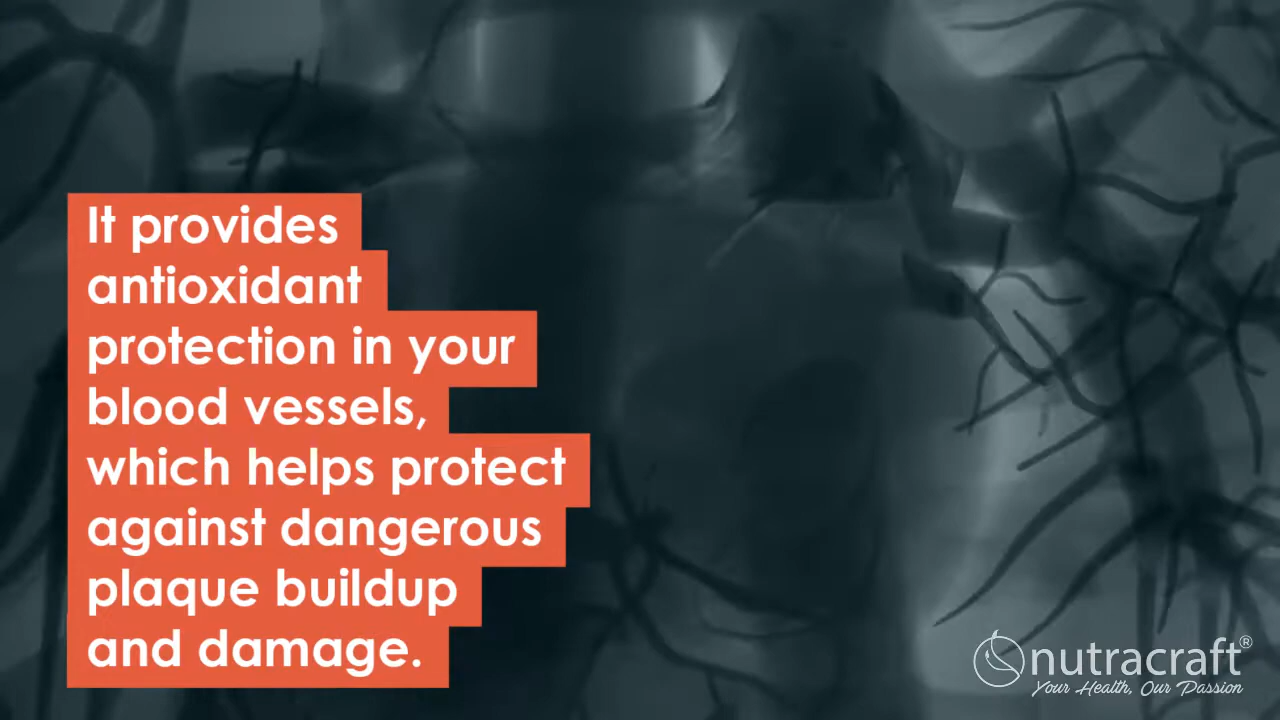 It provides
antioxidant
protection in your
blood vessels,
which helps protect
against dangerous
plaque buildup
and damage.
nutracraft®
Your Health, Our Passion